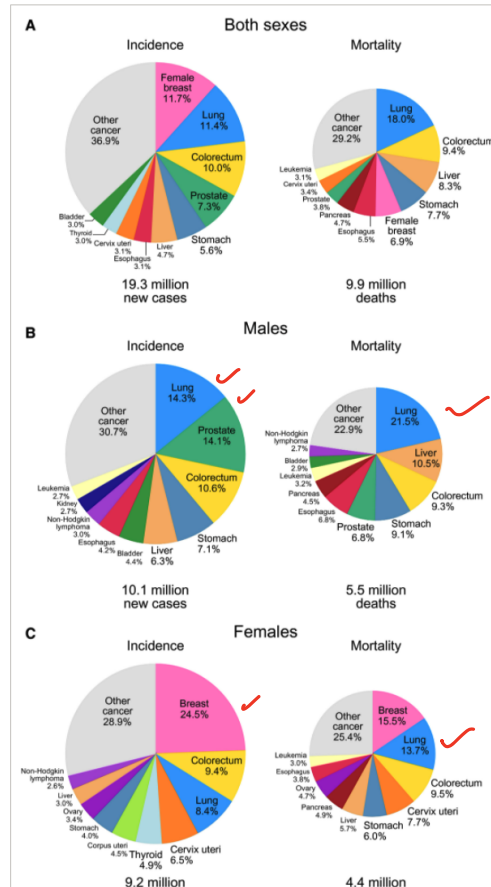 A
Both sexes
Incidence
Female
breast
11.7%
Lung
11.4%
Colorectum
10.0%
Prostate
7.3%
Stomach
5.6%
Liver
4.7%
Esophagus
3.1%
Cervix uteri
3.1%
Thyroid
3.0%
Bladder
3.0%
Other
cancer
36.9%
19.3 million
new cases
Mortality
Lung
18.0%
Colorectum
9.4%
Liver
8.3%
Stomach
7.7%
Female
breast
6.9%
Esophagus
5.5%
Pancreas
4.7%
Prostate
3.8%
Cervix uteri
3.4%
Leukemia
3.1%
Other
cancer
29.2%
9.9 million
deaths
B
Males
Incidence
Lung
14.3%
Prostate
14.1%
Colorectum
10.6%
Stomach
7.1%
Liver
6.3%
Bladder
4.4%
Esophagus
4.2%
Non-Hodgkin
lymphoma
3.0%
Kidney
2.7%
Leukemia
2.7%
Other
cancer
30.7%
10.1 million
new cases
Mortality
Lung
21.5%
Liver
10.5%
Colorectum
9.3%
Stomach
9.1%
Prostate
6.8%
Esophagus
6.8%
Pancreas
4.5%
Leukemia
3.2%
Bladder
2.9%
Non-Hodgkin
lymphoma
2.7%
Other
cancer
22.9%
5.5 million
deaths
C
Females
Incidence
Breast
24.5%
Colorectum
9.4%
Lung
8.4%
Cervix uteri
6.5%
Thyroid
4.9%
Corpus uteri
4.5%
Stomach
4.0%
Ovary
3.4%
Liver
3.0%
Non-Hodgkin
lymphoma
2.6%
Other
cancer
28.9%
9.2 million
Mortality
Breast
15.5%
Lung
13.7%
Colorectum
9.5%
Cervix uteri
7.7%
Stomach
6.0%
Liver
5.7%
Pancreas
4.9%
Ovary
4.7%
Esophagus
3.8%
Leukemia
3.0%
Other
cancer
25.4%
4.4 million